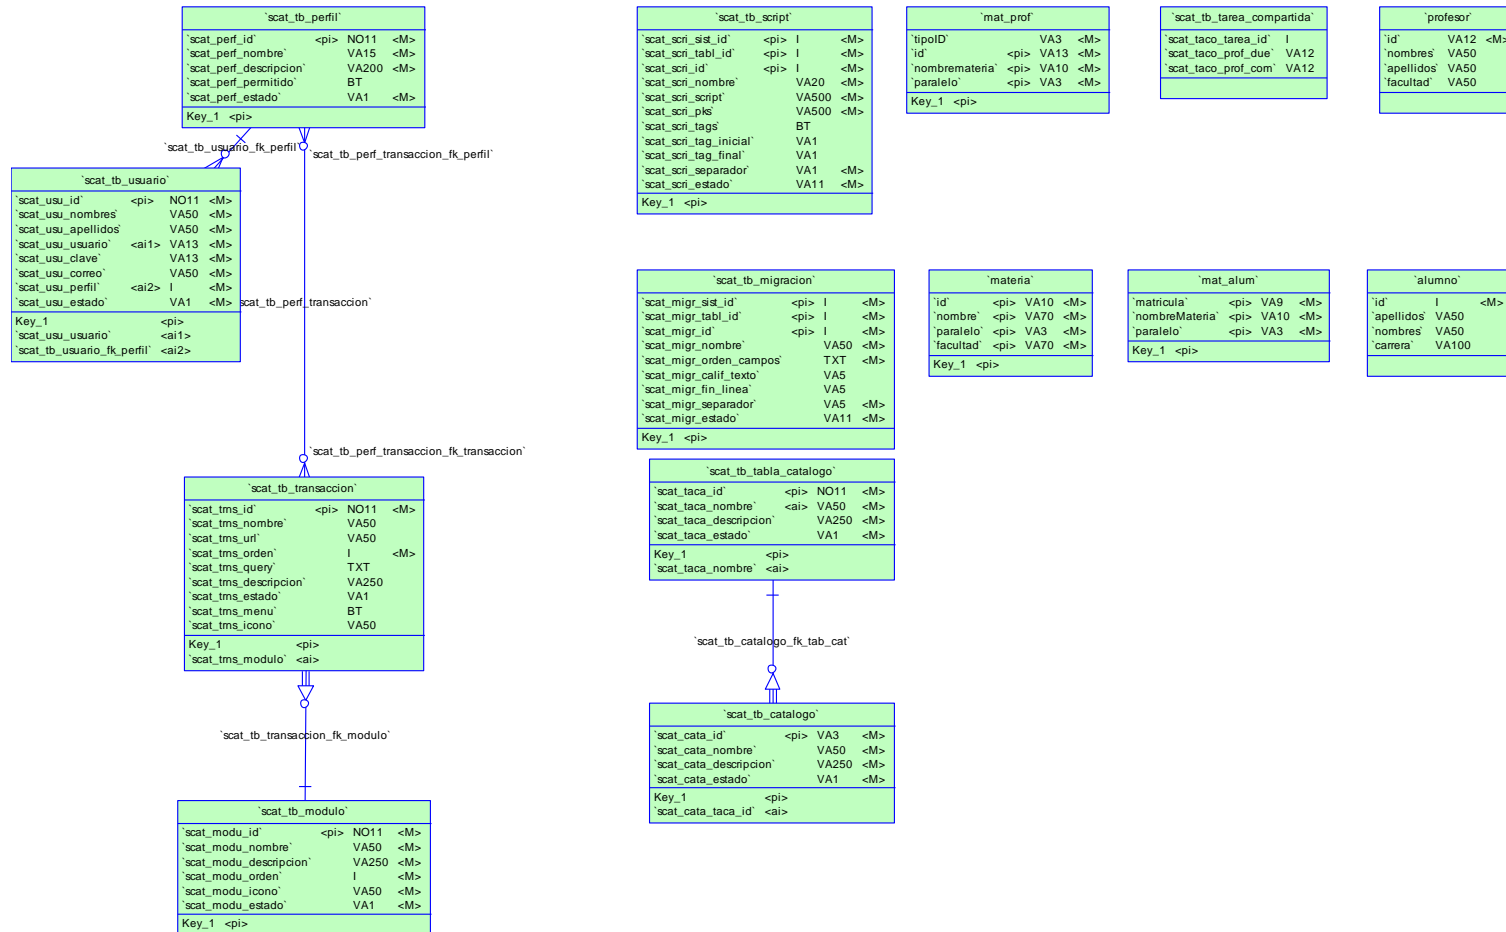 `scat_tb_perfil`
`scat_perf_id` <pi> NO11 <M>
`scat_perf_nombre` VA15 <M>
`scat_perf_descripcion` VA200 <M>
`scat_perf_permitido` BT
`scat_perf_estado` VA1 <M>
Key_1 <pi>
`scat_tb_usuario_fk_perfil`
`scat_tb_perf_transaccion_fk_perfil`
`scat_tb_usuario`
`scat_usu_id` <pi> NO11 <M>
`scat_usu_nombres` VA50 <M>
`scat_usu_apellidos` VA50 <M>
`scat_usu_usuario` <ai1> VA13 <M>
`scat_usu_clave` VA13 <M>
`scat_usu_correo` VA50 <M>
`scat_usu_perfil` <ai2> I <M>
`scat_usu_estado` VA1 <M>
Key_1 <pi>
`scat_usu_usuario` <ai1>
`scat_tb_usuario_fk_perfil` <ai2>
`scat_tb_perf_transaccion`
`scat_tb_perf_transaccion_fk_transaccion`
`scat_tb_transaccion`
`scat_trns_id` <pi> NO11 <M>
`scat_trns_nombre` VA50
`scat_trns_url` VA50
`scat_trns_orden` I <M>
`scat_trns_query` TXT
`scat_trns_descripcion` VA250
`scat_trns_estado` VA1
`scat_trns_menu` BT
`scat_trns_icono` VA50
Key_1 <pi>
`scat_trns_modulo` <ai>
`scat_tb_transaccion_fk_modulo`
`scat_tb_modulo`
`scat_modu_id` <pi> NO11 <M>
`scat_modu_nombre` VA50 <M>
`scat_modu_descripcion` VA250 <M>
`scat_modu_orden` I <M>
`scat_modu_icono` VA50 <M>
`scat_modu_estado` VA1 <M>
Key_1 <pi>
`scat_tb_script`
`scat_scri_sist_id` <pi> I <M>
`scat_scri_tabl_id` <pi> I <M>
`scat_scri_id` <pi> I <M>
`scat_scri_nombre` VA20 <M>
`scat_scri_script` VA500 <M>
`scat_scri_pks` VA500 <M>
`scat_scri_tags` BT
`scat_scri_tag_inicial` VA1
`scat_scri_tag_final` VA1
`scat_scri_separador` VA1 <M>
`scat_scri_estado` VA11 <M>
Key_1 <pi>
`mat_prof`
`tipoID` VA3 <M>
`id` <pi> VA13 <M>
`nombremateria` <pi> VA10 <M>
`paralelo` <pi> VA3 <M>
Key_1 <pi>
`scat_tb_tarea_compartida`
`scat_taco_tarea_id` I
`scat_taco_prof_due` VA12
`scat_taco_prof_com` VA12
`profesor`
`id` VA12 <M>
`nombres` VA50
`apellidos` VA50
`facultad` VA50
`scat_tb_migracion`
`scat_migr_sist_id` <pi> I <M>
`scat_migr_tabl_id` <pi> I <M>
`scat_migr_id` <pi> I <M>
`scat_migr_nombre` VA50 <M>
`scat_migr_orden_campos` TXT <M>
`scat_migr_calif_texto` VA5
`scat_migr_fin_linea` VA5
`scat_migr_separador` VA5 <M>
`scat_migr_estado` VA11 <M>
Key_1 <pi>
`materia`
`id` <pi> VA10 <M>
`nombre` <pi> VA70 <M>
`paralelo` <pi> VA3 <M>
`facultad` <pi> VA70 <M>
Key_1 <pi>
`mat_alum`
`matricula` <pi> VA9 <M>
`nombreMateria` <pi> VA10 <M>
`paralelo` <pi> VA3 <M>
Key_1 <pi>
`alumno`
`id` I <M>
`apellidos` VA50
`nombres` VA50
`carrera` VA100
`scat_tb_tabla_catalogo`
`scat_taca_id` <pi> NO11 <M>
`scat_taca_nombre` <ai> VA50 <M>
`scat_taca_descripcion` VA250 <M>
`scat_taca_estado` VA1 <M>
Key_1 <pi>
`scat_taca_nombre` <ai>
`scat_tb_catalogo_fk_tab_cat`
`scat_tb_catalogo`
`scat_cata_id` <pi> VA3 <M>
`scat_cata_nombre` VA50 <M>
`scat_cata_descripcion` VA250 <M>
`scat_cata_estado` VA1 <M>
Key_1 <pi>
`scat_cata_taca_id` <ai>